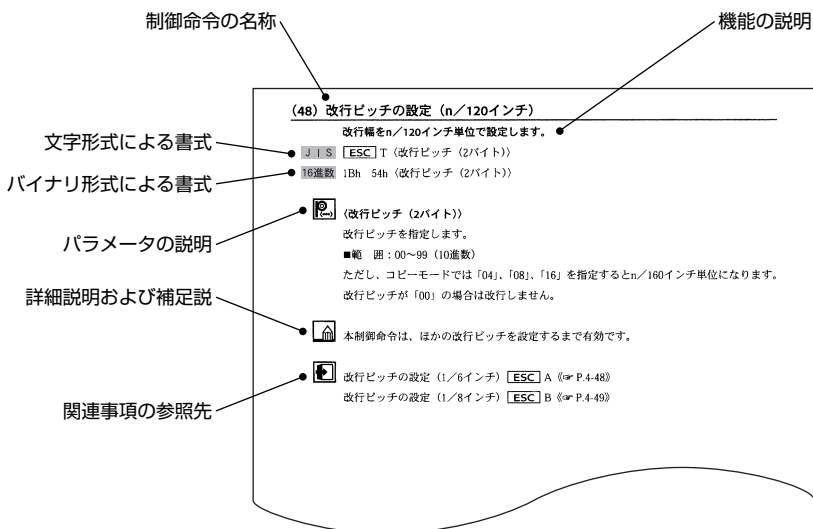 制御命令の名称
機能の説明
(48) 改行ピッチの設定(n/120インチ)
改行幅をn/120インチ単位で設定します。
文字形式による書式
JIS ESC T〈改行ピッチ(2バイト)〉
バイナリ形式による書式
16進数 1Bh 54h〈改行ピッチ(2バイト)〉
〈改行ピッチ(2バイト)〉
パラメータの説明
改行ピッチを指定します。
■範 囲:00〜99(10進数)
ただし、コピーモードでは「04」、「08」、「16」を指定するとn/160インチ単位になります。
改行ピッチが「00」の場合は改行しません。
詳細説明および補足説
本制御命令は、ほかの改行ピッチを設定するまで有効です。
関連事項の参照先
改行ピッチの設定(1/6インチ) ESC A《☞ P.4-48》
改行ピッチの設定(1/8インチ) ESC B《☞ P.4-49》